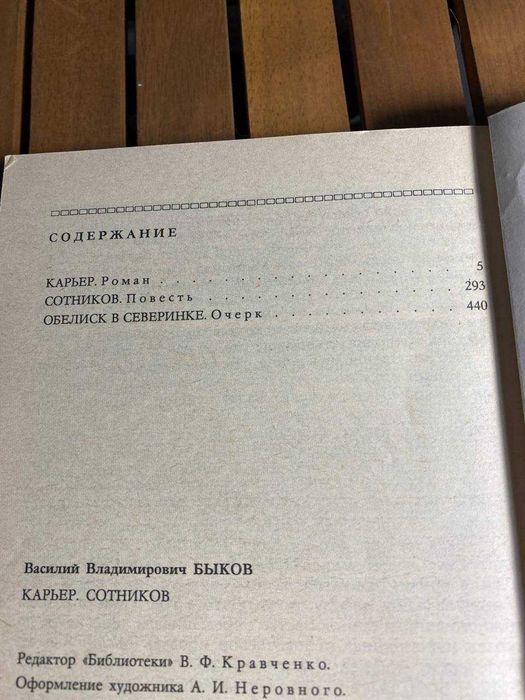 СОДЕРЖАНИЕ
КАРЬЕР. Роман . . . . . . . . . . . . 5
СОТНИКОВ. Повесть . . . . . . . . . . 293
ОБЕЛИСК В СЕВЕРИНКЕ. Очерк . . . . . . . 440
Василий Владимирович БЫКОВ
КАРЬЕР. СОТНИКОВ
Редактор «Библиотеки» В. Ф. Кравченко.
Оформление художника А. И. Неровного.